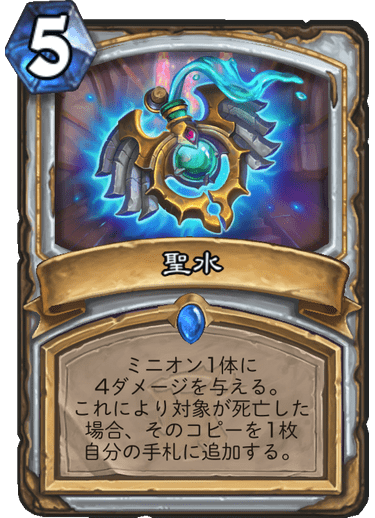 5
聖水
ミニオン1体に
4ダメージを与える。
これにより対象が死亡した
場合、そのコピーを1枚
自分の手札に追加する。